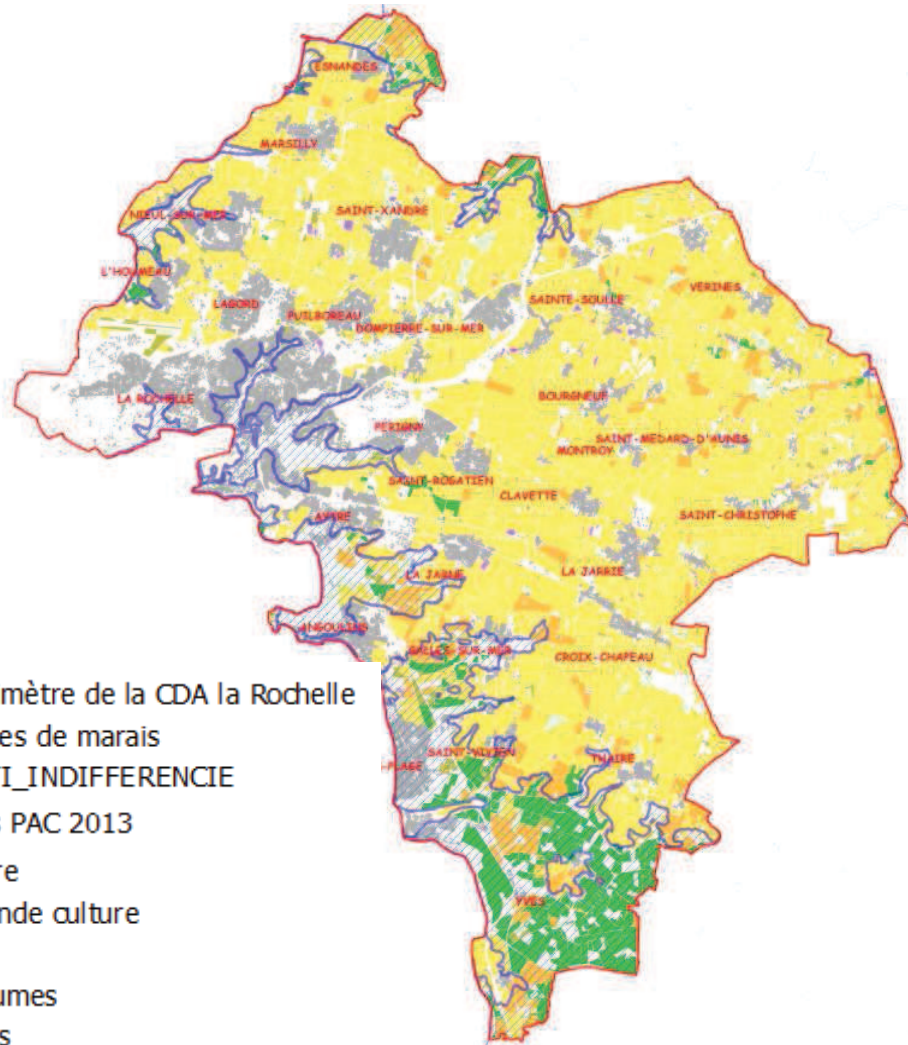 ESNANDES
MARSILLY
SAINT-XANDRE
NIEUL-SUR-MER
L'HOUMEAU
VERINES
SAINTE-SOULLE
LAGORD
PUILBOREAU
DOMPIERRE-SUR-MER
LA ROCHELLE
BOURGNEUF
PERIGNY
SAINT-MEDARD-D'AUNIS
MONTROY
SAINT-ROGATIEN
CLAVETTE
SAINT-CHRISTOPHE
AYTRE
LA JARNE
LA JARRIE
ANGOULINS
SALLES-SUR-MER
CROIX-CHAPEAU
SAINT-VIVIEN
THAIRE
-PLAGE
YVES
mètre de la CDA la Rochelle
es de marais
I_INDIFFERENCIE
PAC 2013
re
nde culture
umes
s